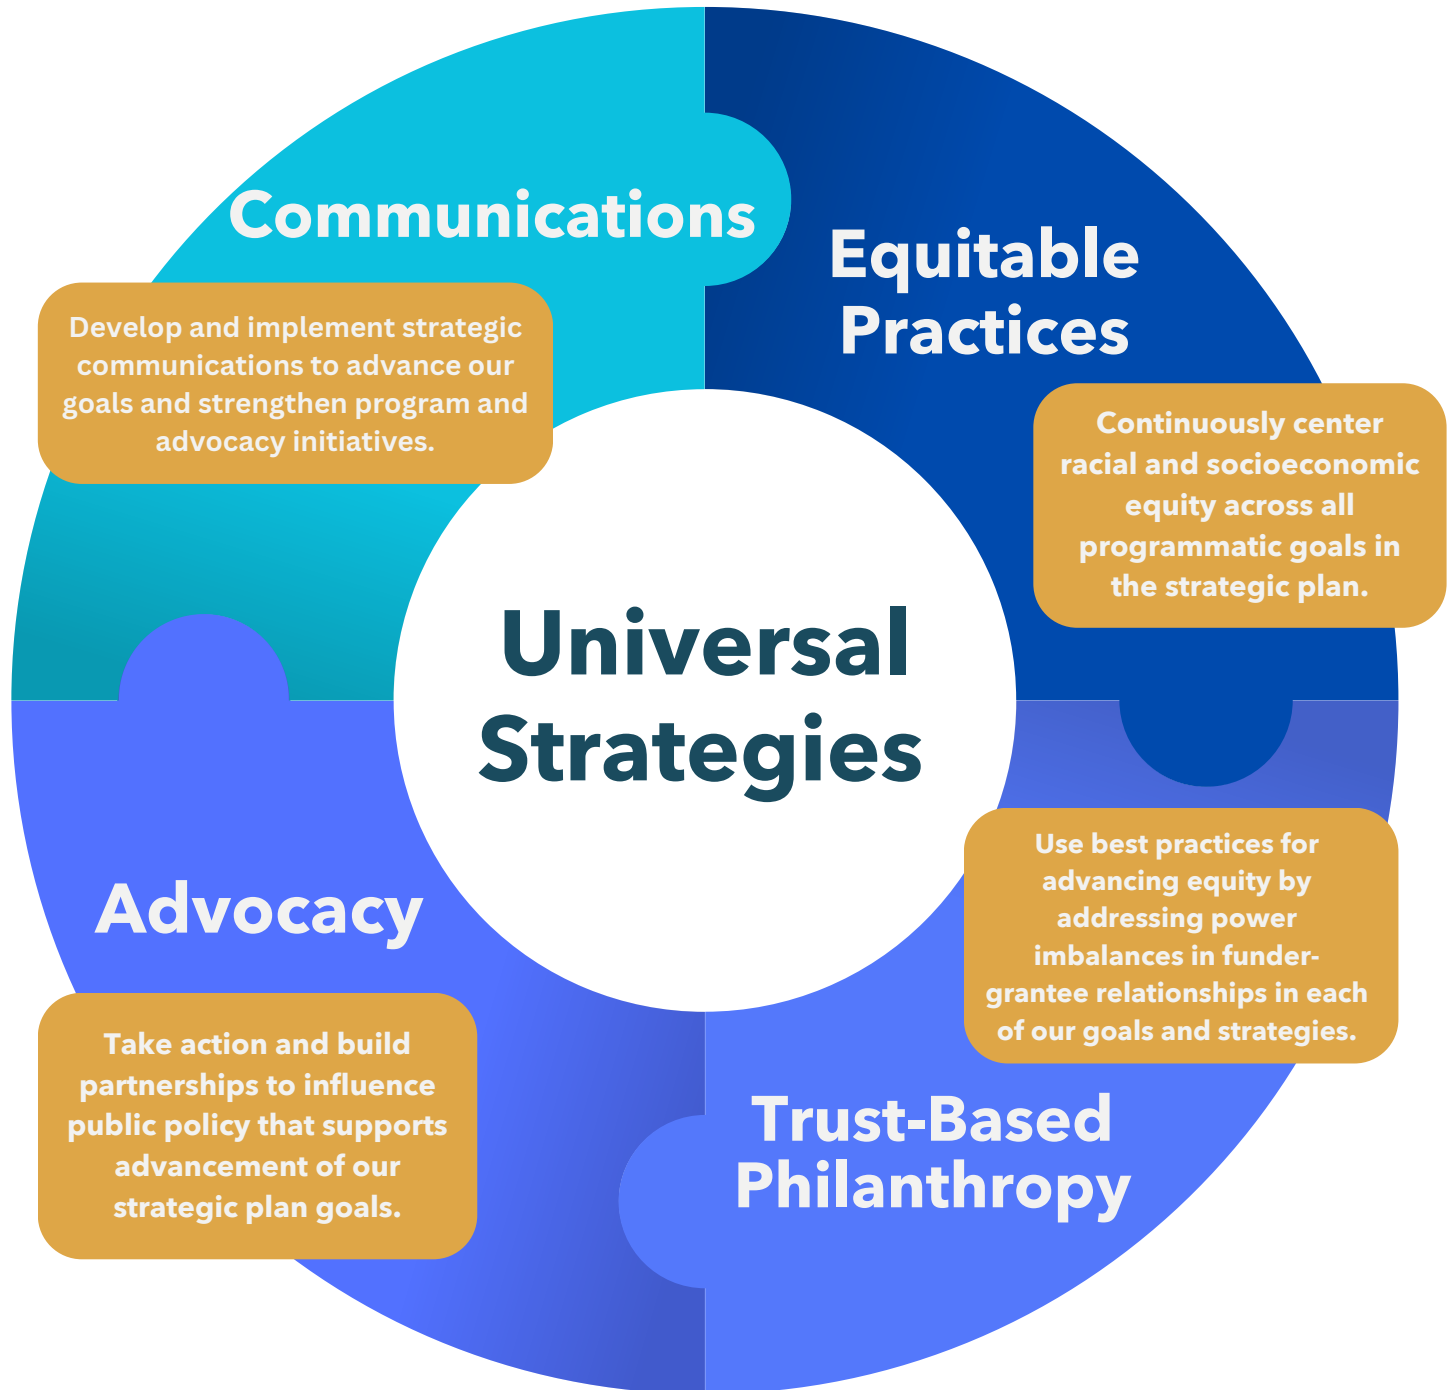 Communications
Develop and implement strategic
communications to advance our
goals and strengthen program and
advocacy initiatives.
Equitable
Practices
Continuously center
racial and socioeconomic
equity across all
programmatic goals in
the strategic plan.
Universal
Strategies
Advocacy
Take action and build
partnerships to influence
public policy that supports
advancement of our
strategic plan goals.
Use best practices for
advancing equity by
addressing power
imbalances in funder-
grantee relationships in each
of our goals and strategies.
Trust-Based
Philanthropy